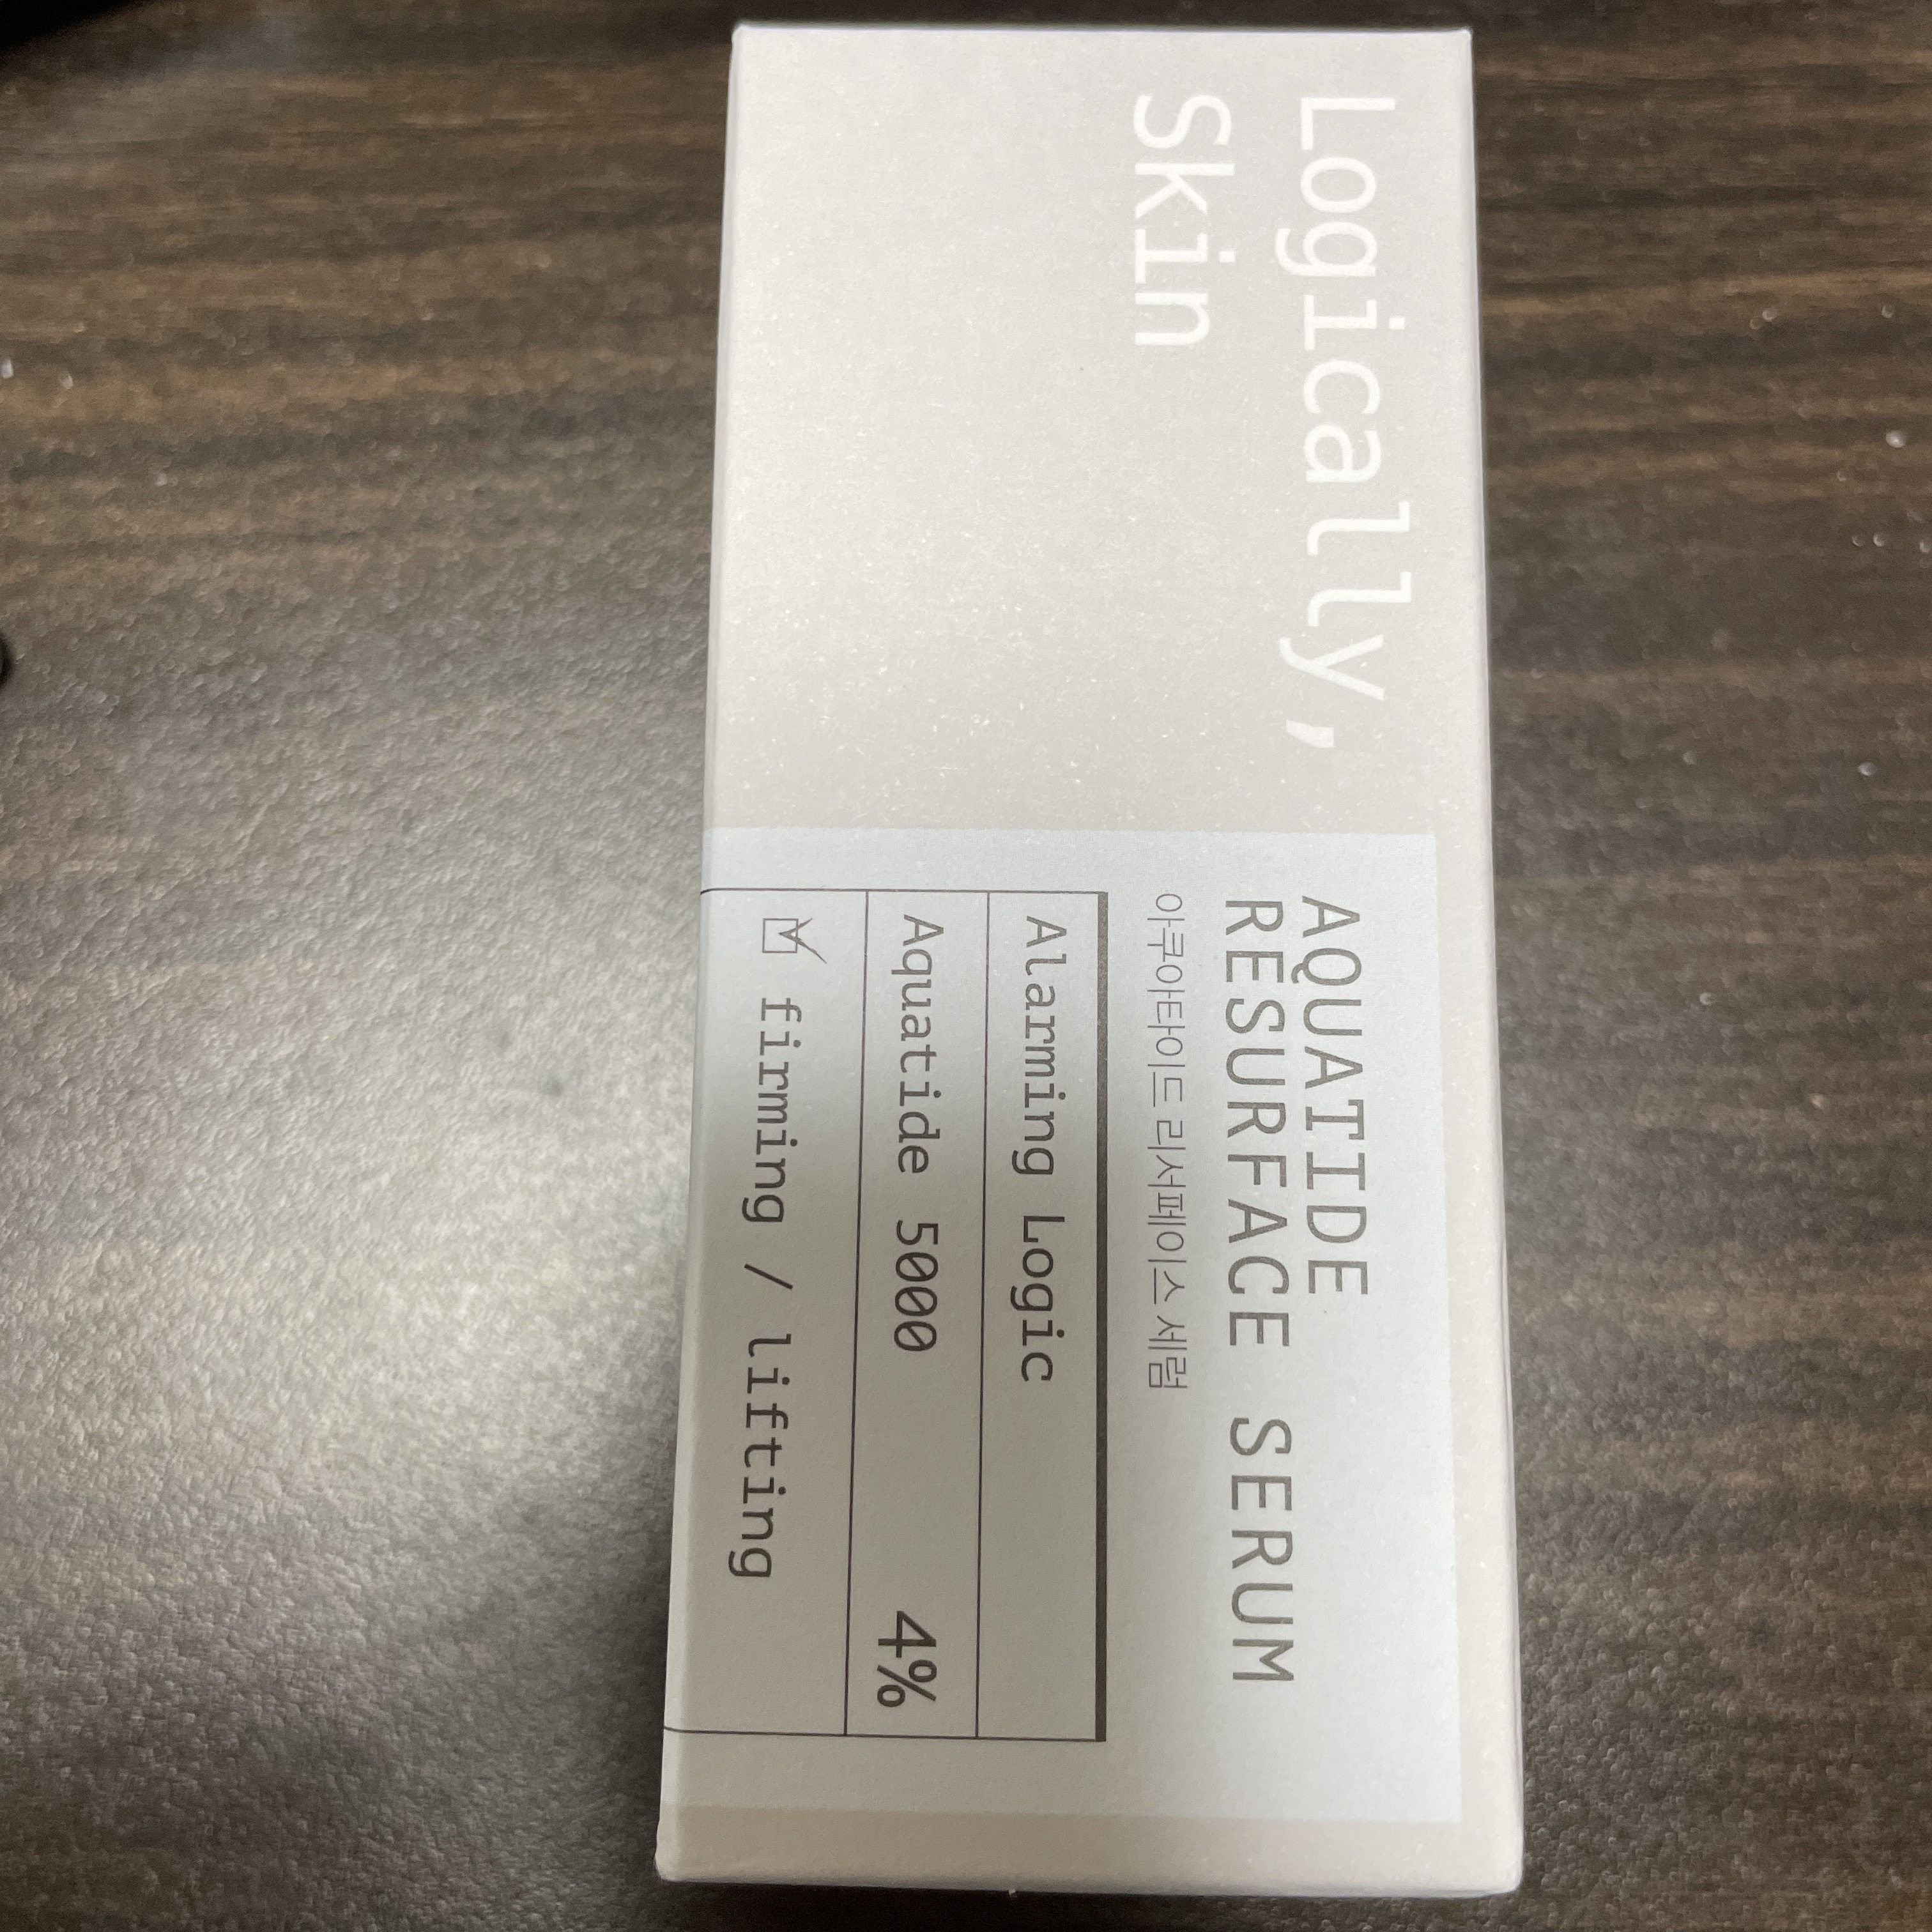 Logically,
Skin
AQUATIDE
RESURFACE SERUM
아쿠아타이드 리서페이스 세럼
Alarming Logic
Aquatide 5000 4%
☑ firming / lifting